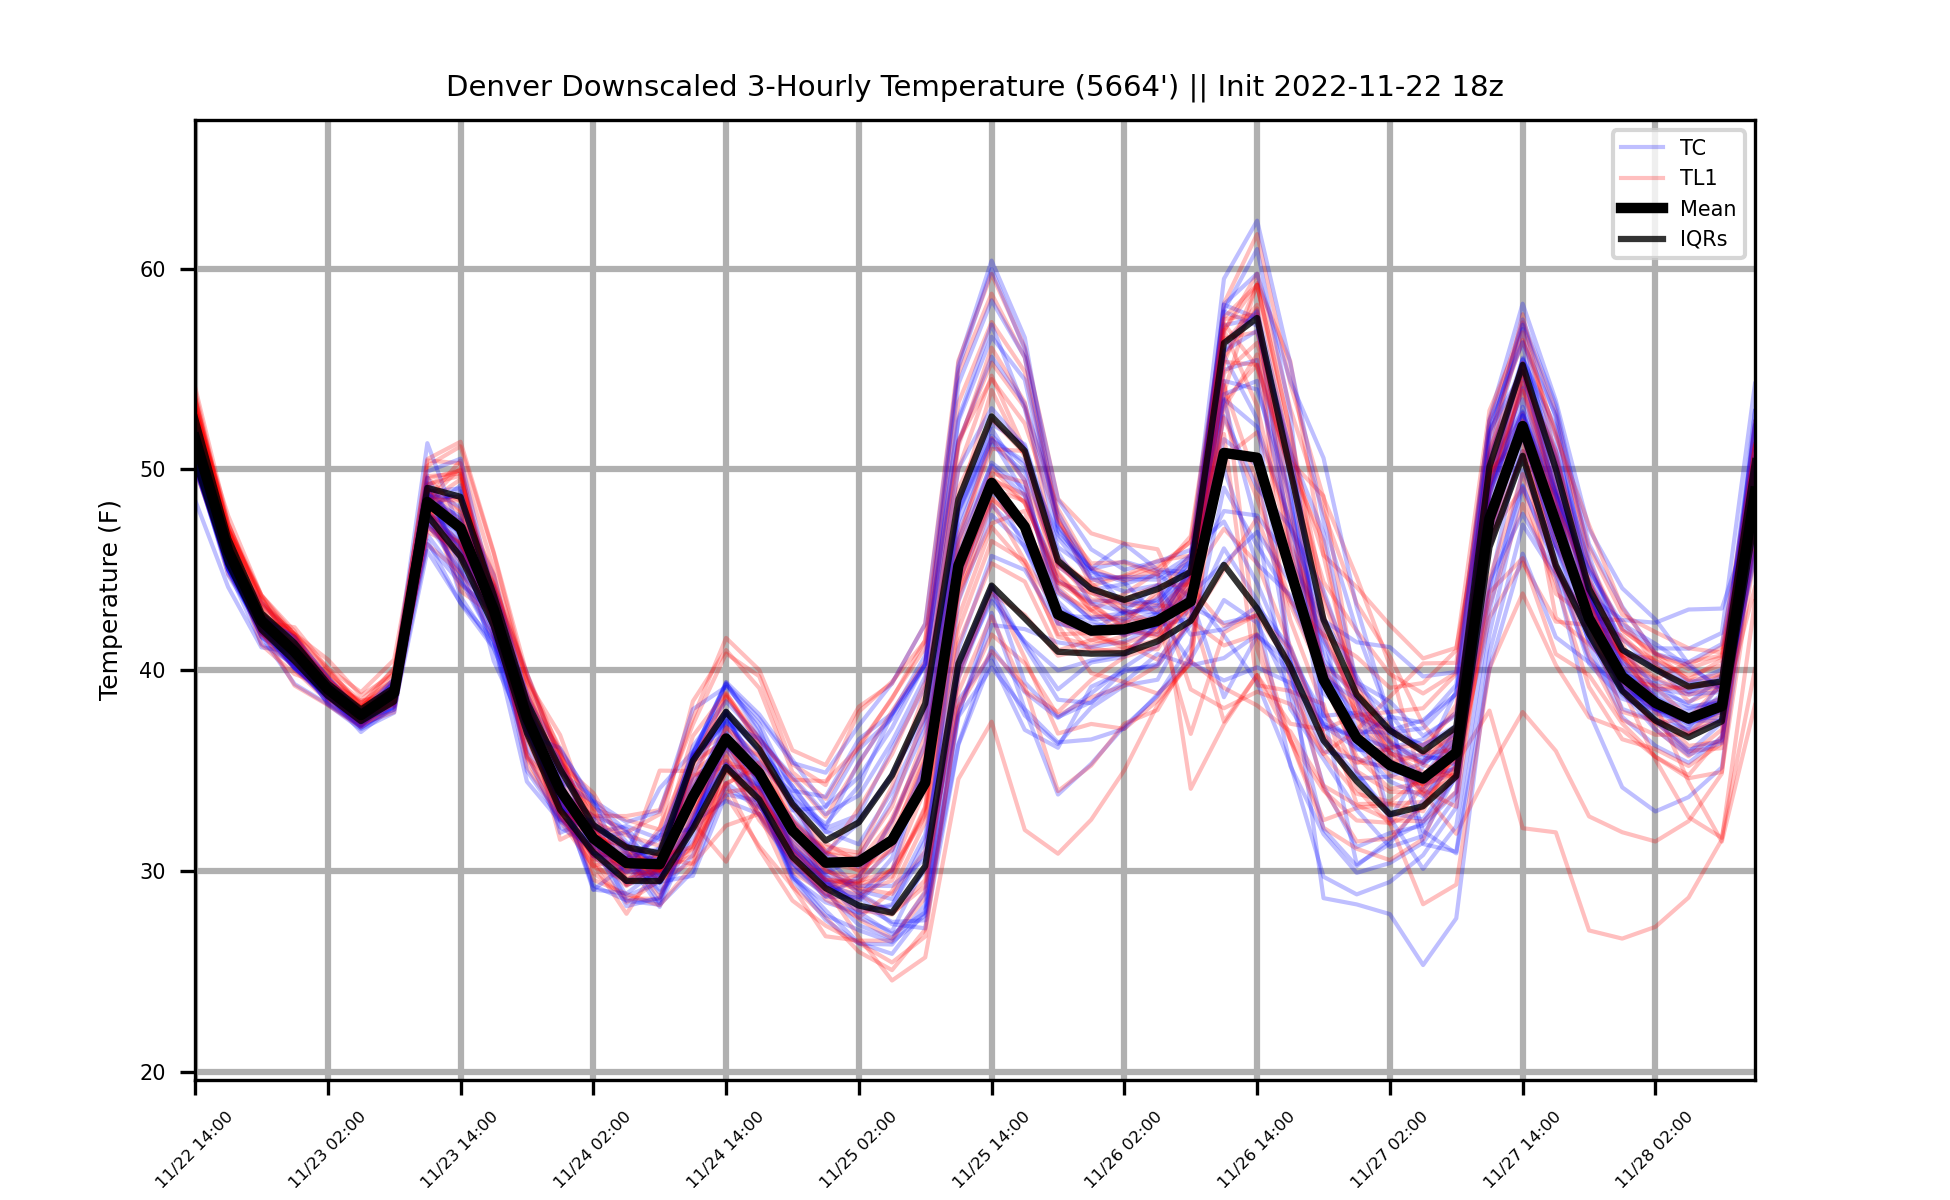 Denver Downscaled 3-Hourly Temperature (5664') || Init 2022-11-22 18z
TC
TL1
Mean
IQRs
Temperature (F)
60
50
40
30
20
11/22 14:00
11/23 02:00
11/23 14:00
11/24 02:00
11/24 14:00
11/25 02:00
11/25 14:00
11/26 02:00
11/26 14:00
11/27 02:00
11/27 14:00
11/28 02:00